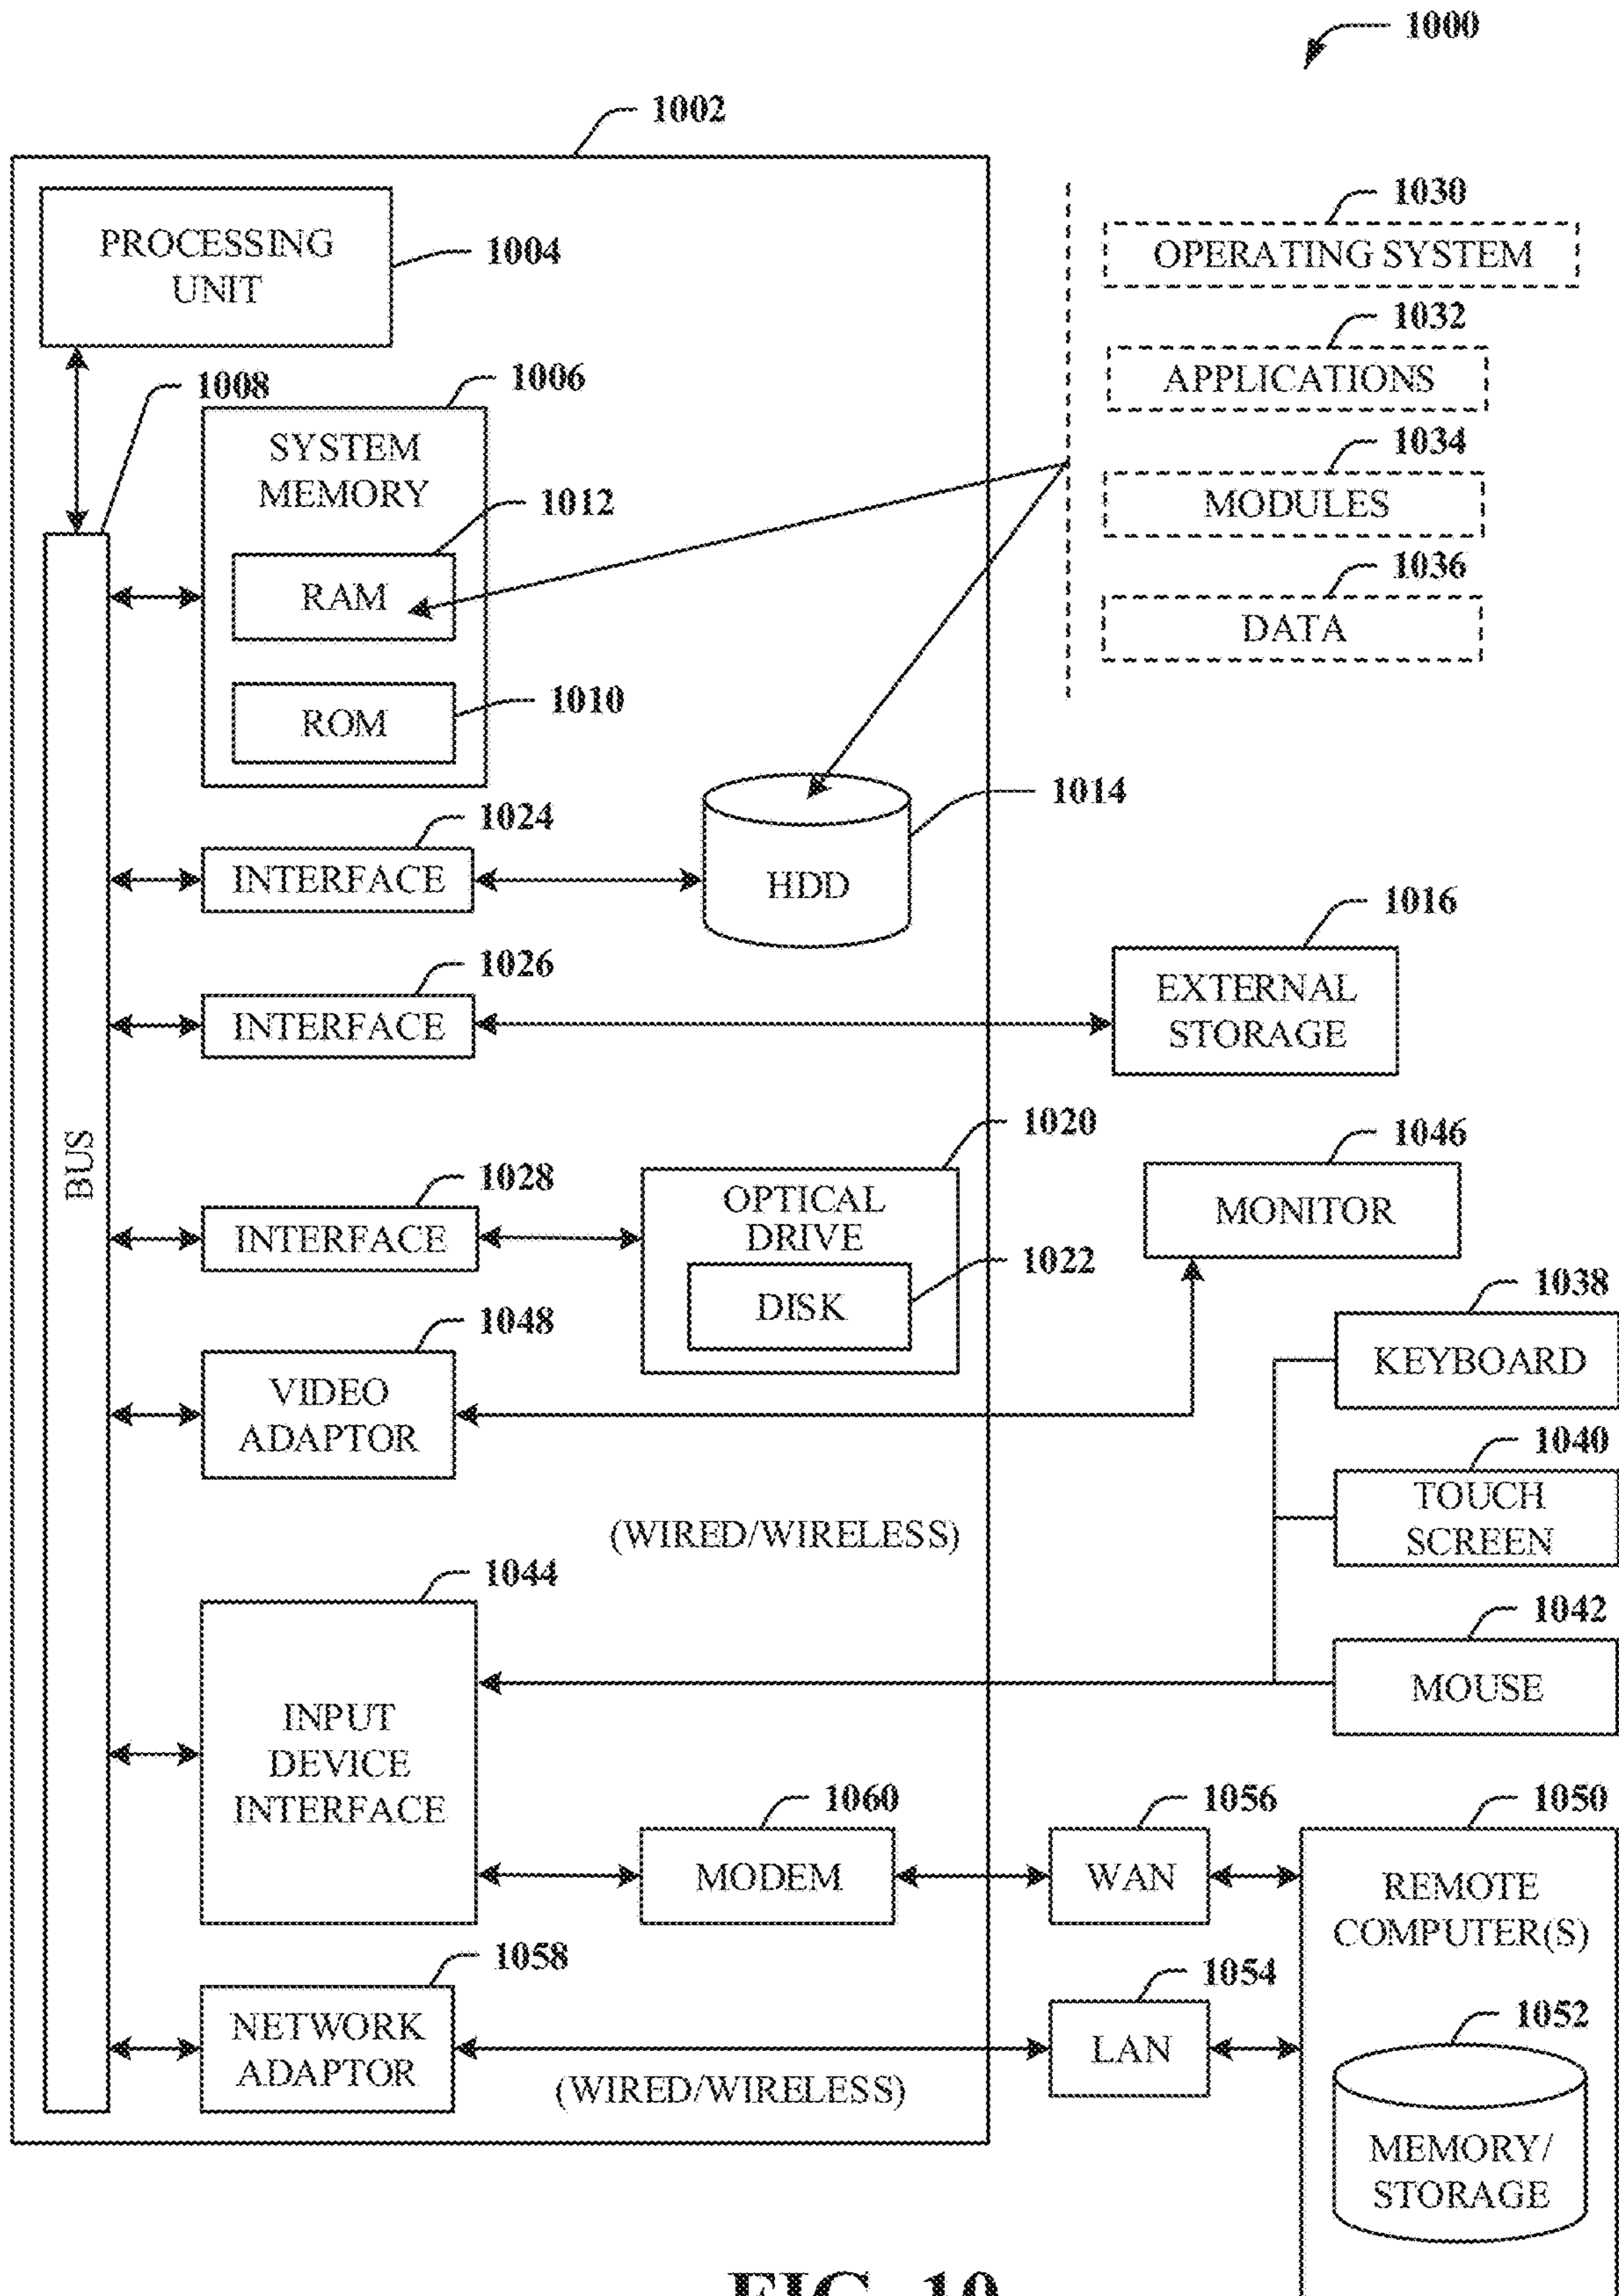 1000
1002
PROCESSING
UNIT
1004
1030
OPERATING SYSTEM
1032
APPLICATIONS
1034
MODULES
1036
DATA
1008
1006
SYSTEM
MEMORY
1012
RAM
1010
ROM
1024
INTERFACE
1014
HDD
1026
INTERFACE
1016
EXTERNAL
STORAGE
BUS
1028
INTERFACE
1020
OPTICAL
DRIVE
1022
DISK
1046
MONITOR
1048
VIDEO
ADAPTOR
1038
KEYBOARD
1040
TOUCH
SCREEN
(WIRED/WIRELESS)
1044
INPUT
DEVICE
INTERFACE
1042
MOUSE
1060
MODEM
1056
WAN
1050
REMOTE
COMPUTER(S)
1058
NETWORK
ADAPTOR
(WIRED/WIRELESS)
1054
LAN
1052
MEMORY/
STORAGE
FIG. 10